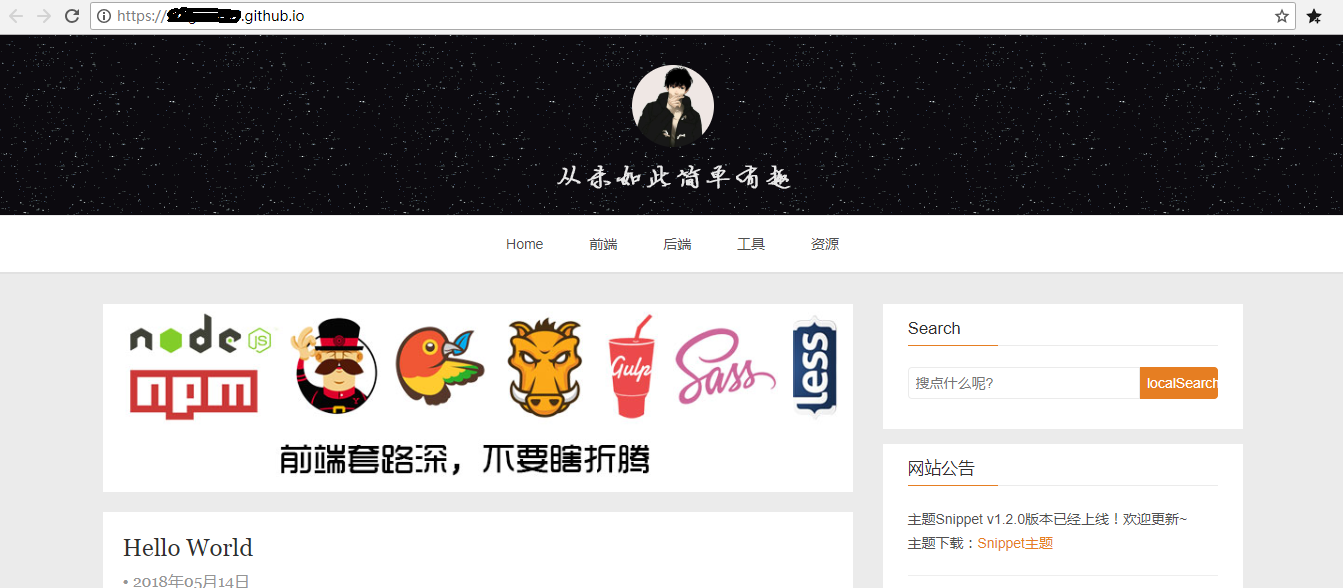 https://
.github.io
从来如此简单有趣
Home 前端 后端 工具 资源
node
JS
npm
Gulp
Sass
less
前端套路深，不要瞎折腾
Search
搜点什么呢?
localSearch
网站公告
主题Snippet v1.2.0版本已经上线！欢迎更新~
主题下载：Snippet主题
Hello World
• 2018年05月14日